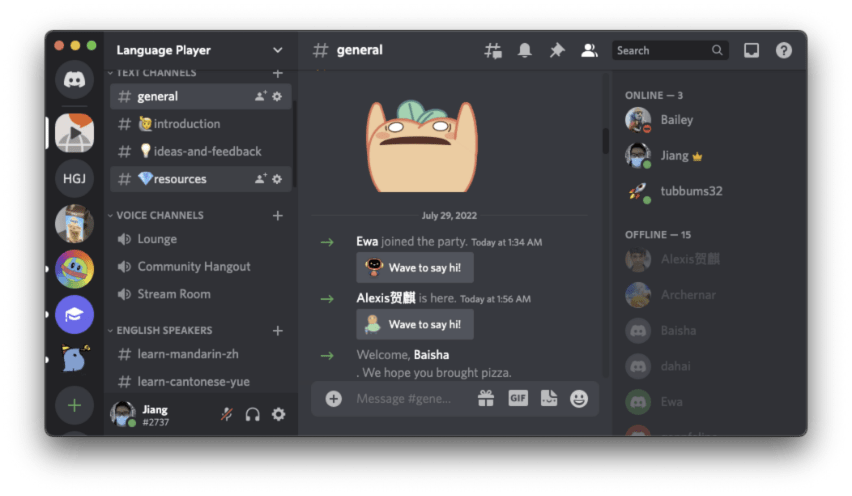 Language Player
TEXT CHANNELS
general
introduction
ideas-and-feedback
resources
HGJ
VOICE CHANNELS
Lounge
Community Hangout
Stream Room
ENGLISH SPEAKERS
learn-mandarin-zh
learn-cantonese-yue
Jiang
#2737
general
Search
July 29, 2022
Ewa joined the party. Today at 1:34 AM
Wave to say hi!
Alexis贺麒 is here. Today at 1:56 AM
Wave to say hi!
Welcome, Baisha
. We hope you brought pizza.
Message #gene...
GIF
ONLINE — 3
Bailey
Jiang
tubbums32
OFFLINE — 15
Alexis贺麒
Archernar
Baisha
dahai
Ewa